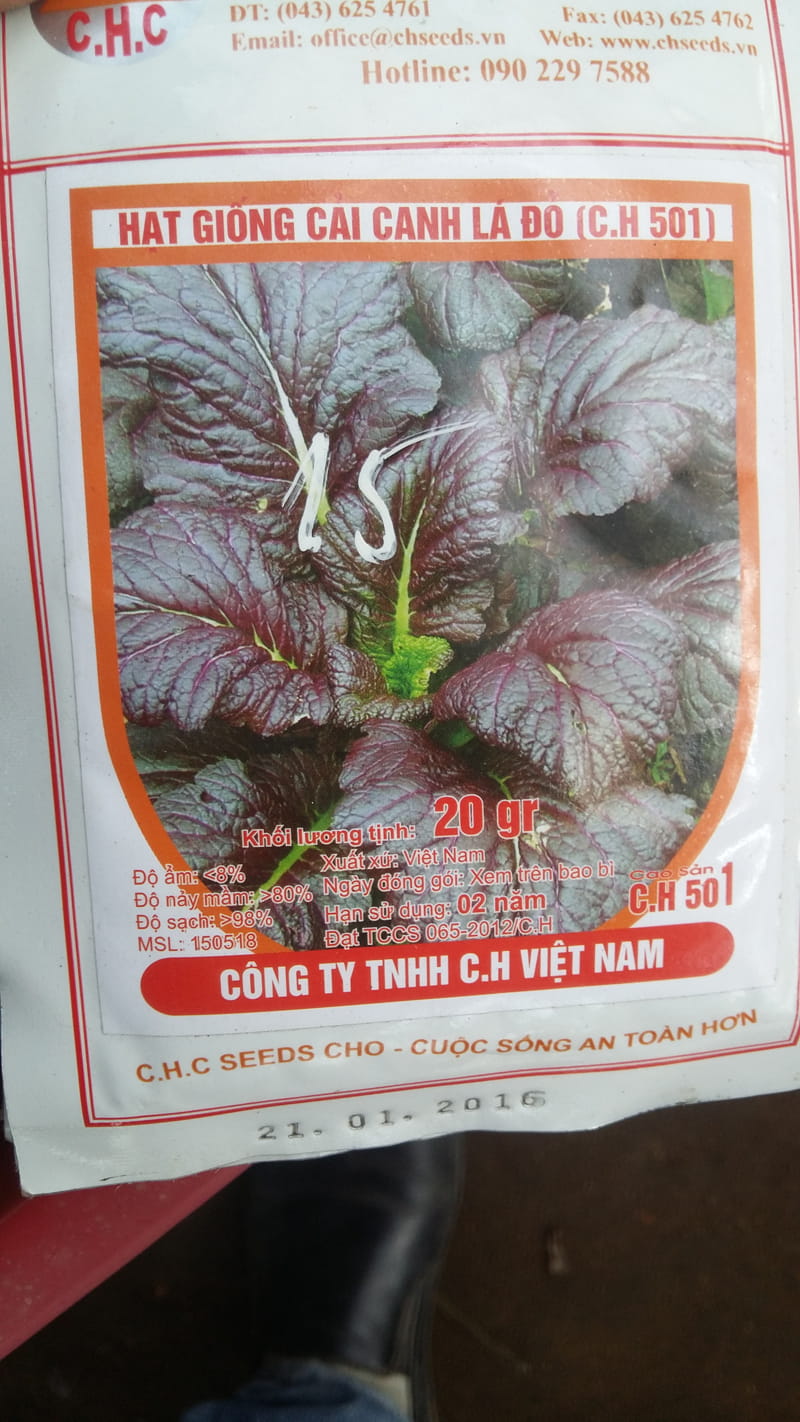 C.H.C
ĐT: (043) 625 4761
Fax: (043) 625 4762
Email: office@chseeds.vn
Web: www.chseeds.vn
Hotline: 090 229 7588
HẠT GIỐNG CẢI CANH LÁ ĐỎ (C.H 501)
15
Khối lượng tịnh: 20 gr
Độ ẩm: <8%
Độ nảy mầm: >80%
Độ sạch: >98%
MSL: 150518
Xuất xứ: Việt Nam
Ngày đóng gói: Xem trên bao bì
Hạn sử dụng: 02 năm
Đạt TCCS 065-2012/C.H
Cao sản
C.H 501
CÔNG TY TNHH C.H VIỆT NAM
C.H.C SEEDS CHO - CUỘC SỐNG AN TOÀN HƠN
21. 01. 2016